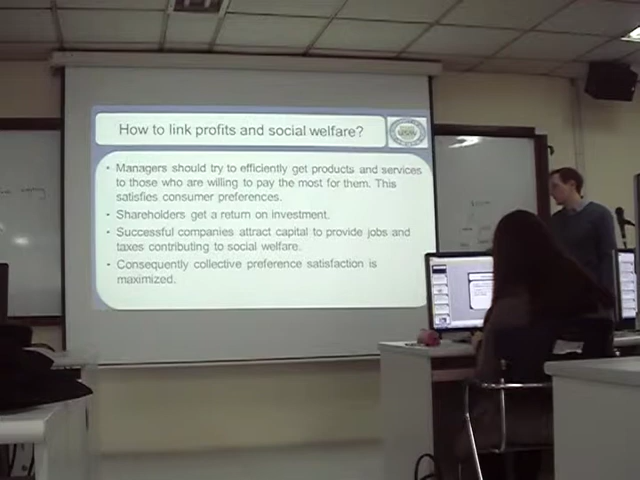 How to link profits and social welfare?
• Managers should try to efficiently get products and services
to those who are willing to pay the most for them. This
satisfies consumer preferences.
• Shareholders get a return on investment.
• Successful companies attract capital to provide jobs and
taxes contributing to social welfare.
• Consequently collective preference satisfaction is
maximized.